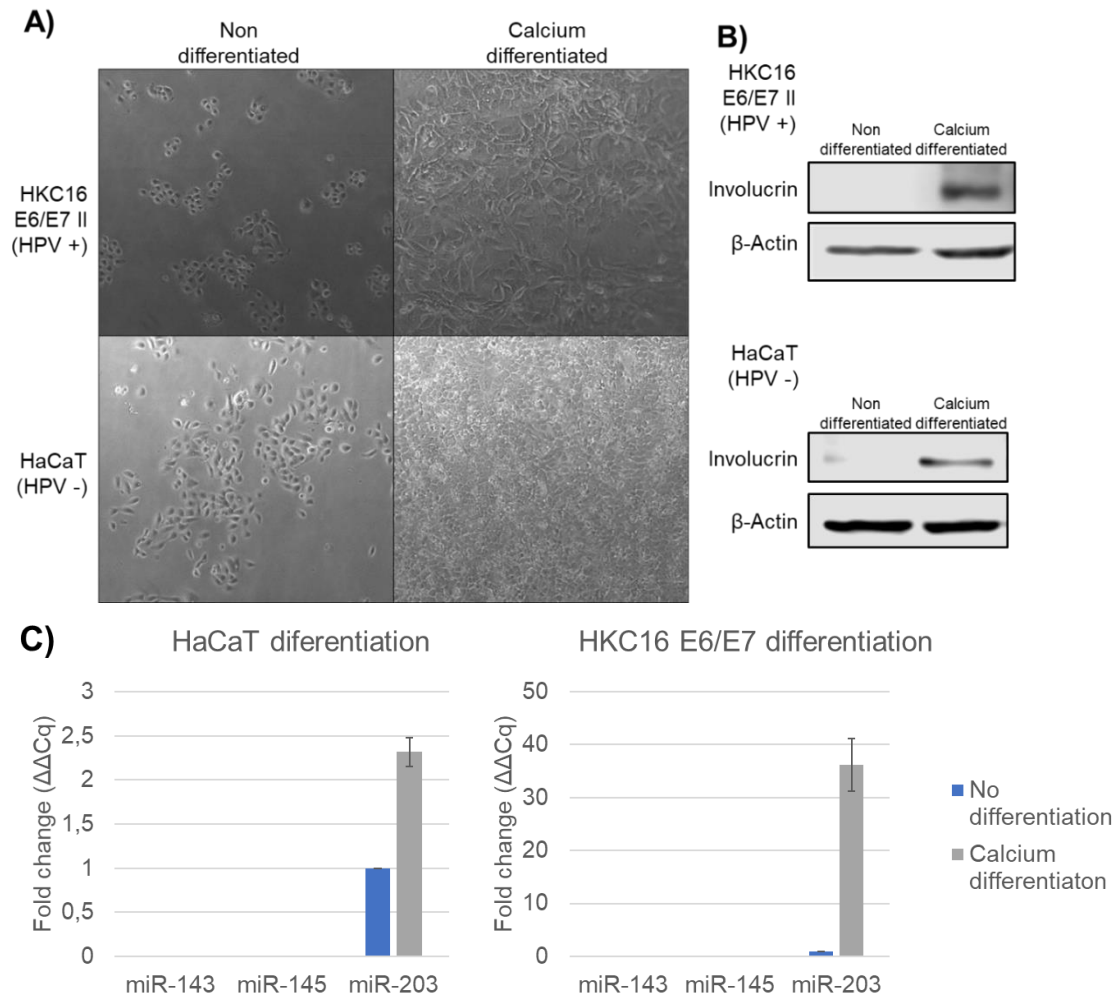 A)
Non
differentiated
Calcium
differentiated
HKC16
E6/E7 II
(HPV +)
HaCaT
(HPV -)
B)
HKC16
E6/E7 II
(HPV +)
Non
differentiated
Calcium
differentiated
Involucrin
β-Actin
HaCaT
(HPV -)
Non
differentiated
Calcium
differentiated
Involucrin
β-Actin
C)
HaCaT diferentiation
Fold change (ΔΔCq)
3
2,5
2
1,5
1
0,5
0
miR-143 miR-145 miR-203
HKC16 E6/E7 differentiation
Fold change (ΔΔCq)
50
40
30
20
10
0
miR-143 miR-145 miR-203
No
differentiation
Calcium
differentiaton